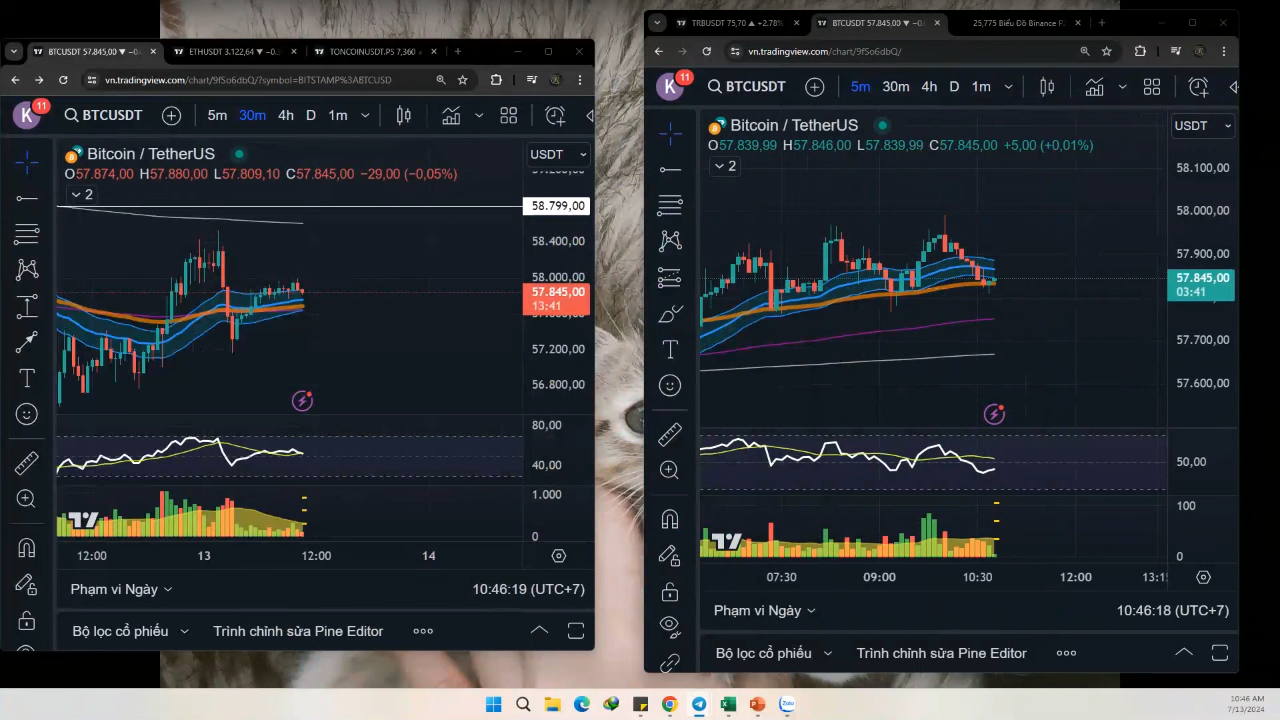 BTCUSDT 57.845,00 ▼ −0...
ETHUSDT 3.122,64 ▼ −0...
TONCOINUSDT.P5 7,360
vn.tradingview.com/chart/9fSo6dbQ/?symbol=BITSTAMP%3ABTCUSD
K 11 BTCUSDT 5m 30m 4h D 1m
Bitcoin / TetherUS
USDT
O57.874,00 H57.880,00 L57.809,10 C57.845,00 −29,00 (−0,05%)
2
58.799,00
58.400,00
58.000,00
57.845,00
13:41
57.200,00
56.800,00
80,00
40,00
1.000
0
12:00 13 12:00 14
Phạm vi Ngày
10:46:19 (UTC+7)
Bộ lọc cổ phiếu Trình chỉnh sửa Pine Editor
TRBUSDT 75,70 ▲ +2.78%
BTCUSDT 57.845,00 ▼ −0
25,775 Biểu Đồ Binance P
vn.tradingview.com/chart/9fSo6dbQ/
K 11 BTCUSDT 5m 30m 4h D 1m
Bitcoin / TetherUS
USDT
O57.839,99 H57.846,00 L57.839,99 C57.845,00 +5,00 (+0,01%)
2
58.100,00
58.000,00
57.900,00
57.845,00
03:41
57.700,00
57.600,00
50,00
100
0
07:30 09:00 10:30 12:00 13:15
Phạm vi Ngày
10:46:18 (UTC+7)
Bộ lọc cổ phiếu Trình chỉnh sửa Pine Editor
Zalo
10:46 AM
7/13/2024